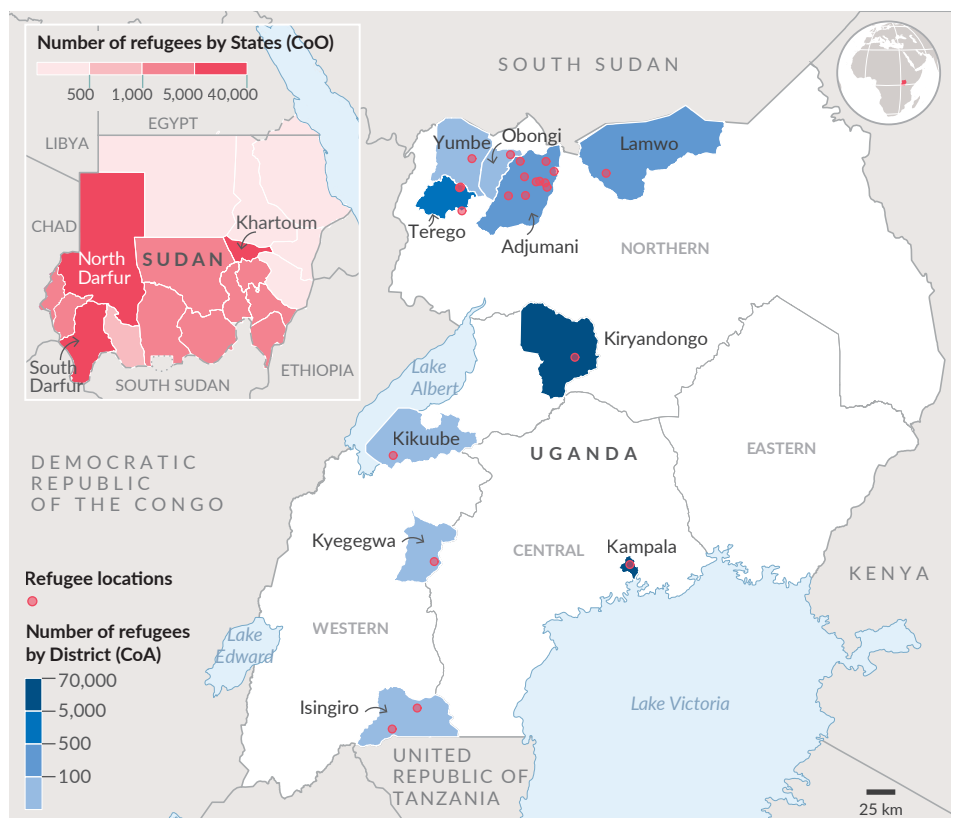 Number of refugees by States (CoO)
500
1,000
5,000
40,000
EGYPT
LIBYA
CHAD
Khartoum
North
Darfur
SUDAN
South
Darfur
SOUTH SUDAN
ETHIOPIA
SOUTH SUDAN
Yumbe
Obongi
Lamwo
Terego
Adjumani
NORTHERN
Kiryandongo
Lake
Albert
Kikuube
UGANDA
EASTERN
DEMOCRATIC
REPUBLIC
OF THE CONGO
Kyegegwa
CENTRAL
Kampala
KENYA
Refugee locations
Number of refugees
by District (CoA)
70,000
5,000
500
100
WESTERN
Lake
Edward
Isingiro
Lake Victoria
UNITED
REPUBLIC OF
TANZANIA
25 km